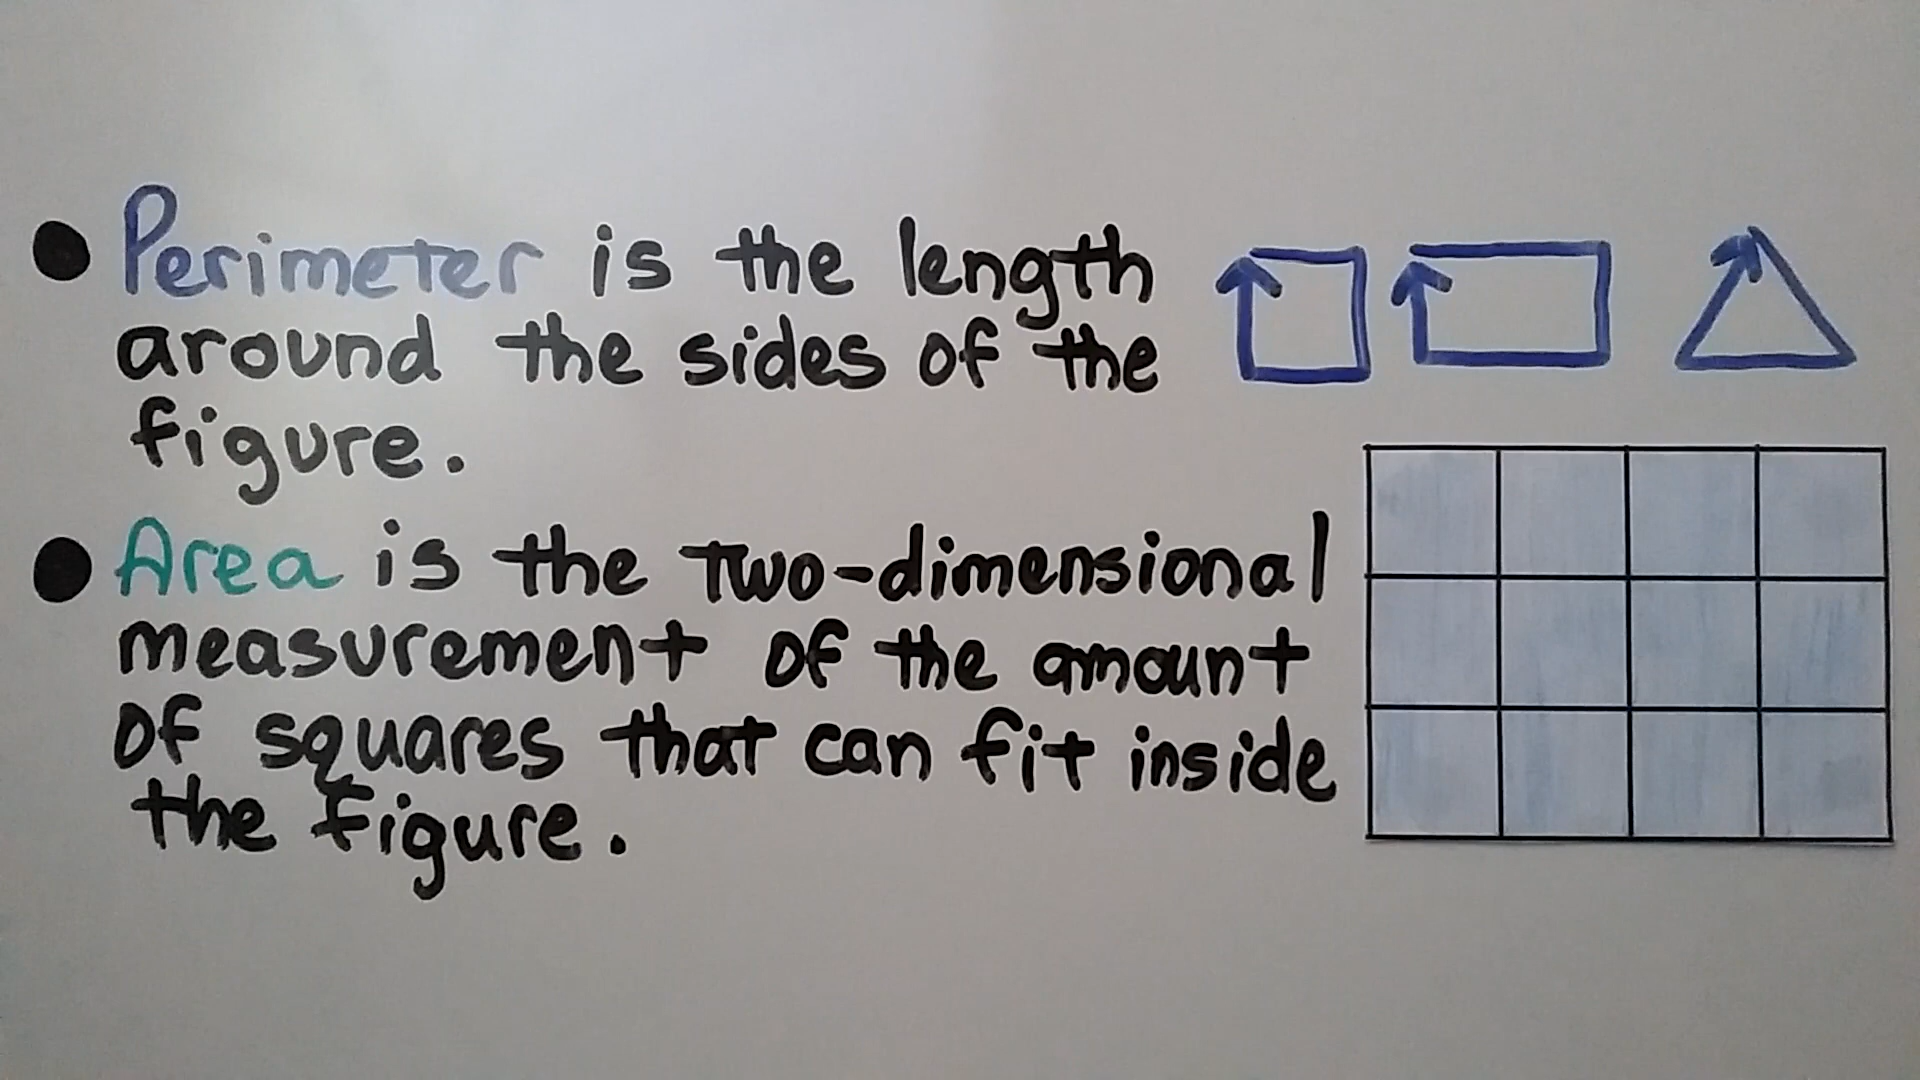 • Perimeter is the length
around the sides of the
figure.
• Area is the two-dimensional
measurement of the amount
of squares that can fit inside
the figure.